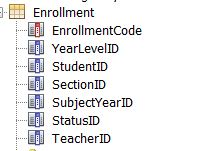 Enrollment
EnrollmentCode
YearLevelID
StudentID
SectionID
SubjectYearID
StatusID
TeacherID